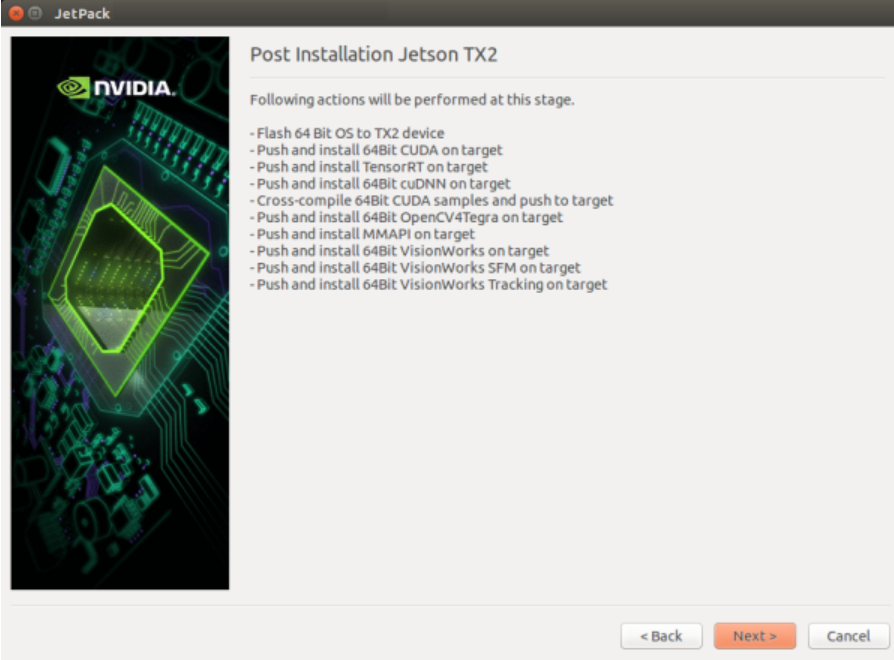 JetPack
NVIDIA.
Post Installation Jetson TX2
Following actions will be performed at this stage.
- Flash 64 Bit OS to TX2 device
- Push and install 64Bit CUDA on target
- Push and install TensorRT on target
- Push and install 64Bit cuDNN on target
- Cross-compile 64Bit CUDA samples and push to target
- Push and install 64Bit OpenCV4Tegra on target
- Push and install MMAPI on target
- Push and install 64Bit VisionWorks on target
- Push and install 64Bit VisionWorks SFM on target
- Push and install 64Bit VisionWorks Tracking on target
< Back Next > Cancel